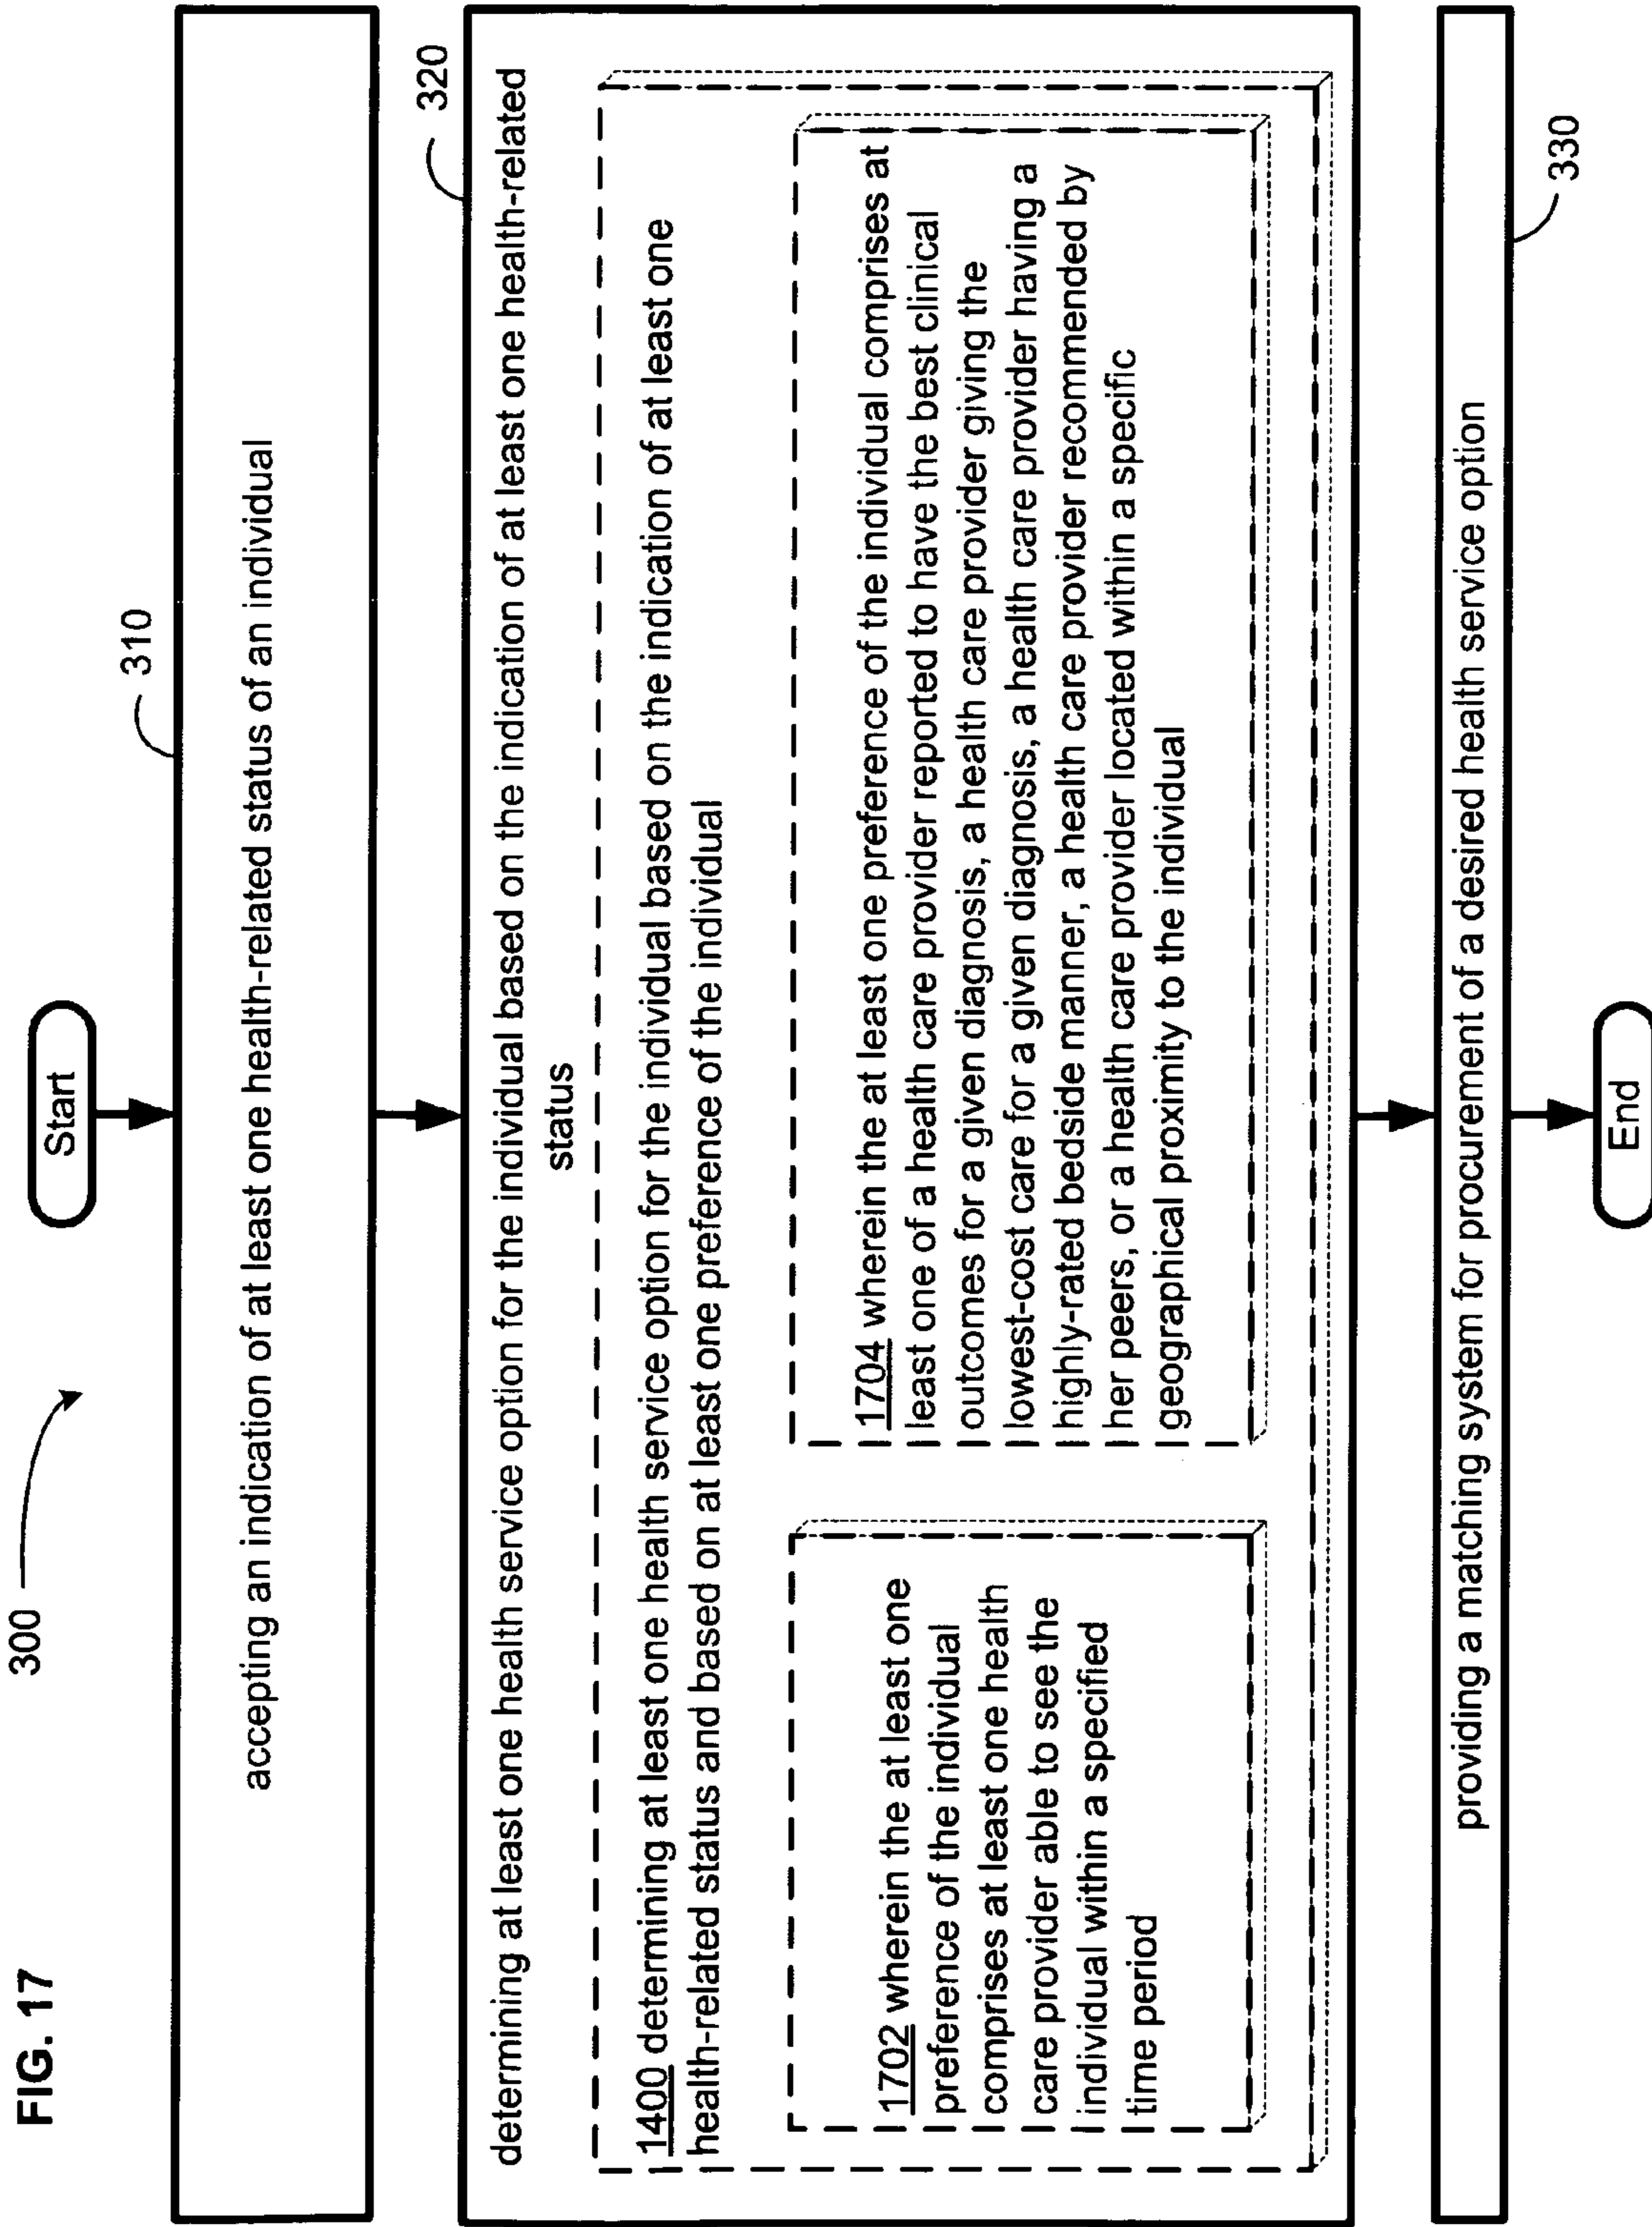 FIG. 17
300
Start
310
accepting an indication of at least one health-related status of an individual
320
determining at least one health service option for the individual based on the indication of at least one health-related
status
1400 determining at least one health service option for the individual based on the indication of at least one
health-related status and based on at least one preference of the individual
1702 wherein the at least one
preference of the individual
comprises at least one health
care provider able to see the
individual within a specified
time period
1704 wherein the at least one preference of the individual comprises at
least one of a health care provider reported to have the best clinical
outcomes for a given diagnosis, a health care provider giving the
lowest-cost care for a given diagnosis, a health care provider having a
highly-rated bedside manner, a health care provider recommended by
her peers, or a health care provider located within a specific
geographical proximity to the individual
330
providing a matching system for procurement of a desired health service option
End